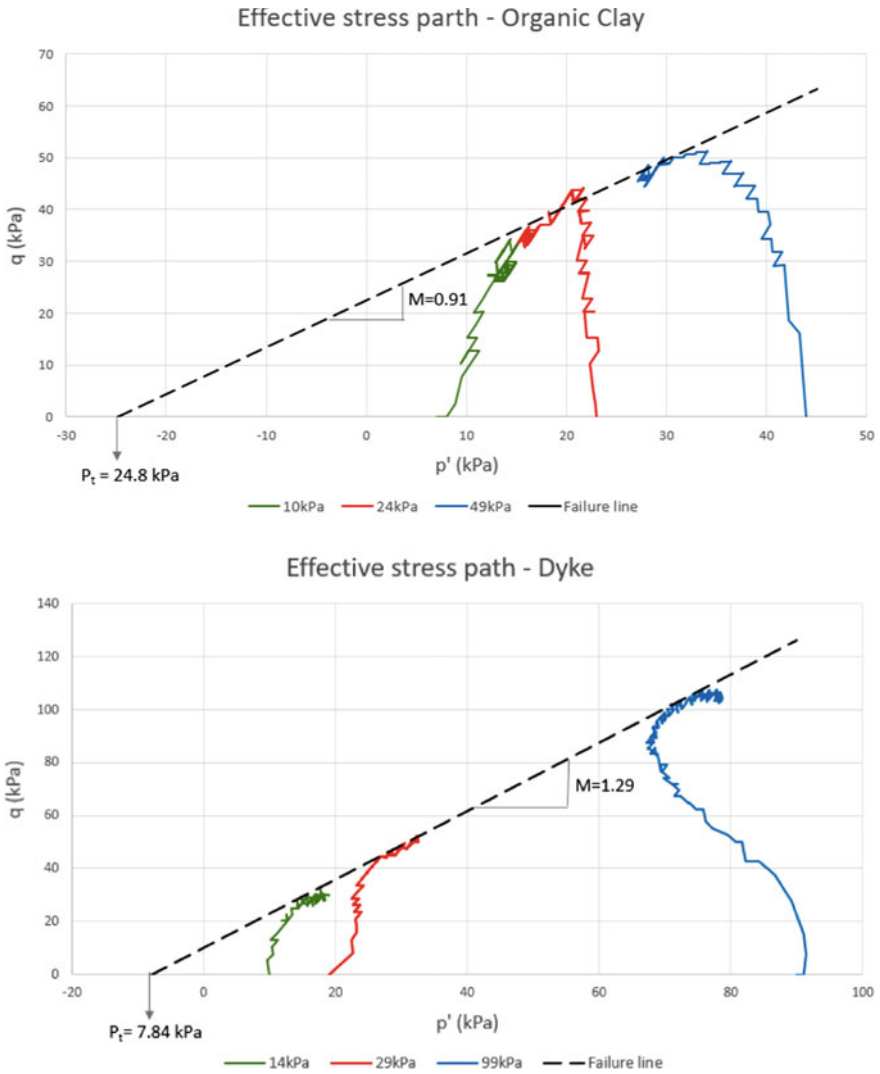 Effective stress parth - Organic Clay
70
60
50
40
30
20
10
0
q (kPa)
M=0.91
-30 -20 -10 0 10 20 30 40 50
Pt = 24.8 kPa
p' (kPa)
10kPa 24kPa 49kPa Failure line
Effective stress path - Dyke
140
120
100
80
60
40
20
0
q (kPa)
M=1.29
-20 0 20 40 60 80 100
Pt= 7.84 kPa
p' (kPa)
14kPa 29kPa 99kPa Failure line